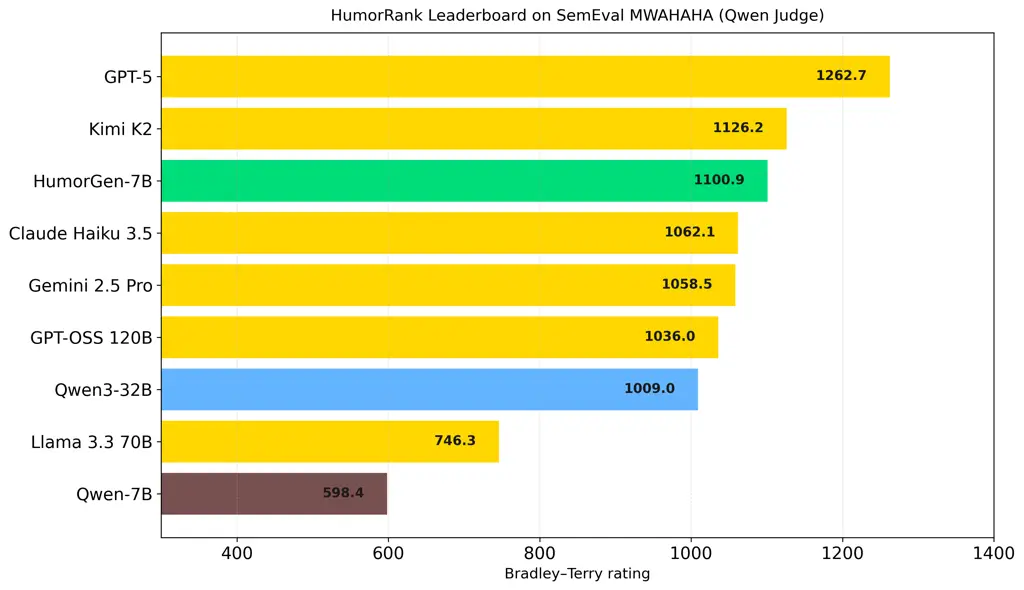 HumorRank Leaderboard on SemEval MWAHAHA (Qwen Judge)
GPT-5 1262.7
Kimi K2 1126.2
HumorGen-7B 1100.9
Claude Haiku 3.5 1062.1
Gemini 2.5 Pro 1058.5
GPT-OSS 120B 1036.0
Qwen3-32B 1009.0
Llama 3.3 70B 746.3
Qwen-7B 598.4
400 600 800 1000 1200 1400
Bradley–Terry rating